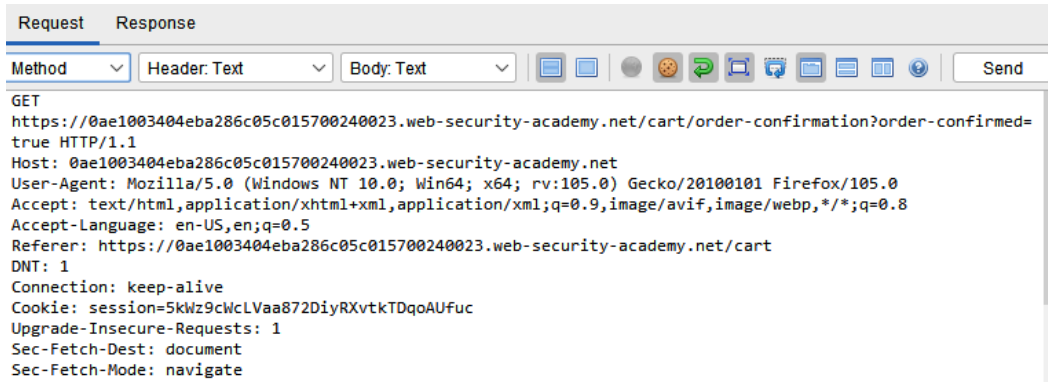 Request Response
Method Header: Text Body: Text Send
GET
https://0ae1003404eba286c05c015700240023.web-security-academy.net/cart/order-confirmation?order-confirmed=
true HTTP/1.1
Host: 0ae1003404eba286c05c015700240023.web-security-academy.net
User-Agent: Mozilla/5.0 (Windows NT 10.0; Win64; x64; rv:105.0) Gecko/20100101 Firefox/105.0
Accept: text/html,application/xhtml+xml,application/xml;q=0.9,image/avif,image/webp,*/*;q=0.8
Accept-Language: en-US,en;q=0.5
Referer: https://0ae1003404eba286c05c015700240023.web-security-academy.net/cart
DNT: 1
Connection: keep-alive
Cookie: session=5kWz9cWcLVaa872DiyRXvtkTDqoAUfuc
Upgrade-Insecure-Requests: 1
Sec-Fetch-Dest: document
Sec-Fetch-Mode: navigate